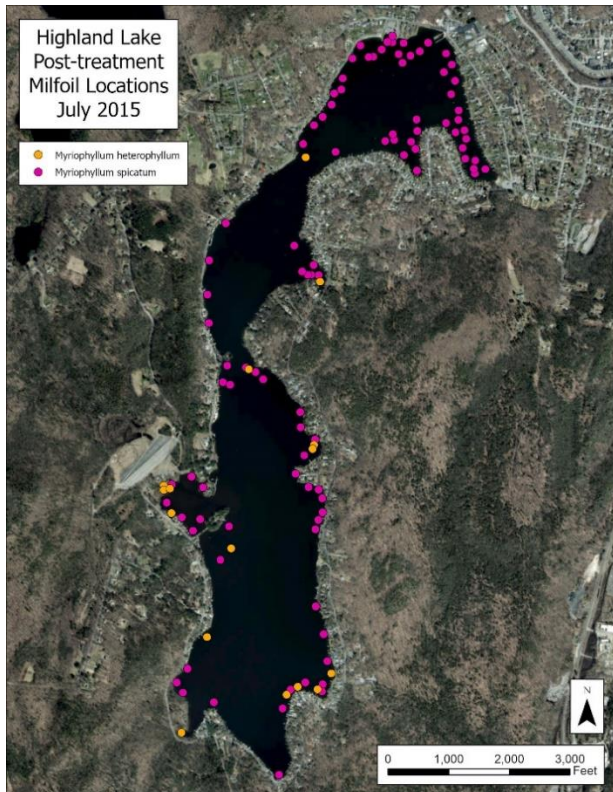 Highland Lake
Post-treatment
Milfoil Locations
July 2015
Myriophyllum heterophyllum
Myriophyllum spicatum
N
0 1,000 2,000 3,000
Feet